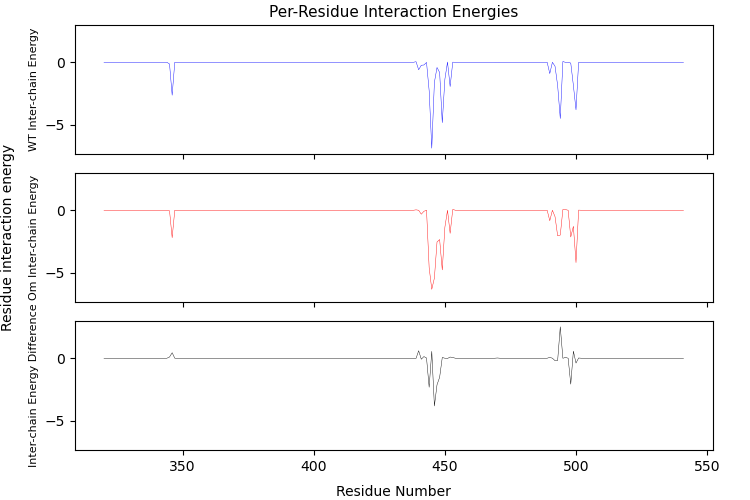 Per-Residue Interaction Energies
Residue interaction energy
WT Inter-chain Energy
0
−5
Om Inter-chain Energy
0
−5
Inter-chain Energy Difference
0
−5
350
400
450
500
550
Residue Number